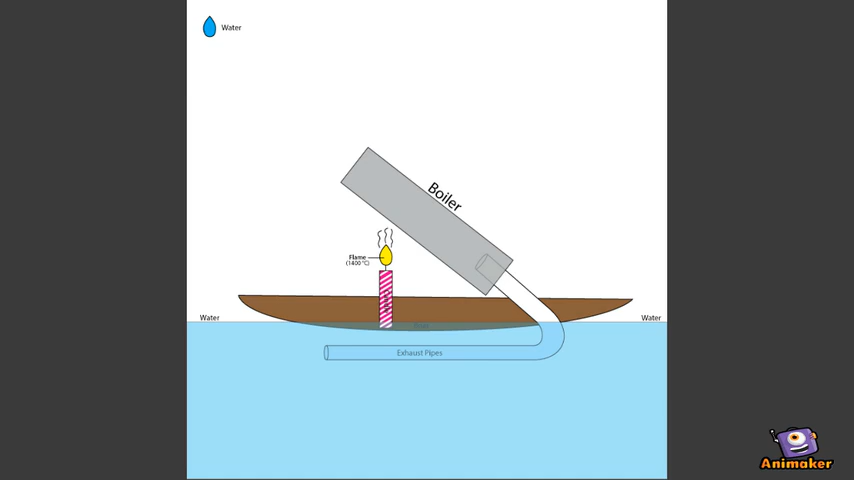 Water
Boiler
Flame
(1400 °C)
Water
Water
Exhaust Pipes
Animaker